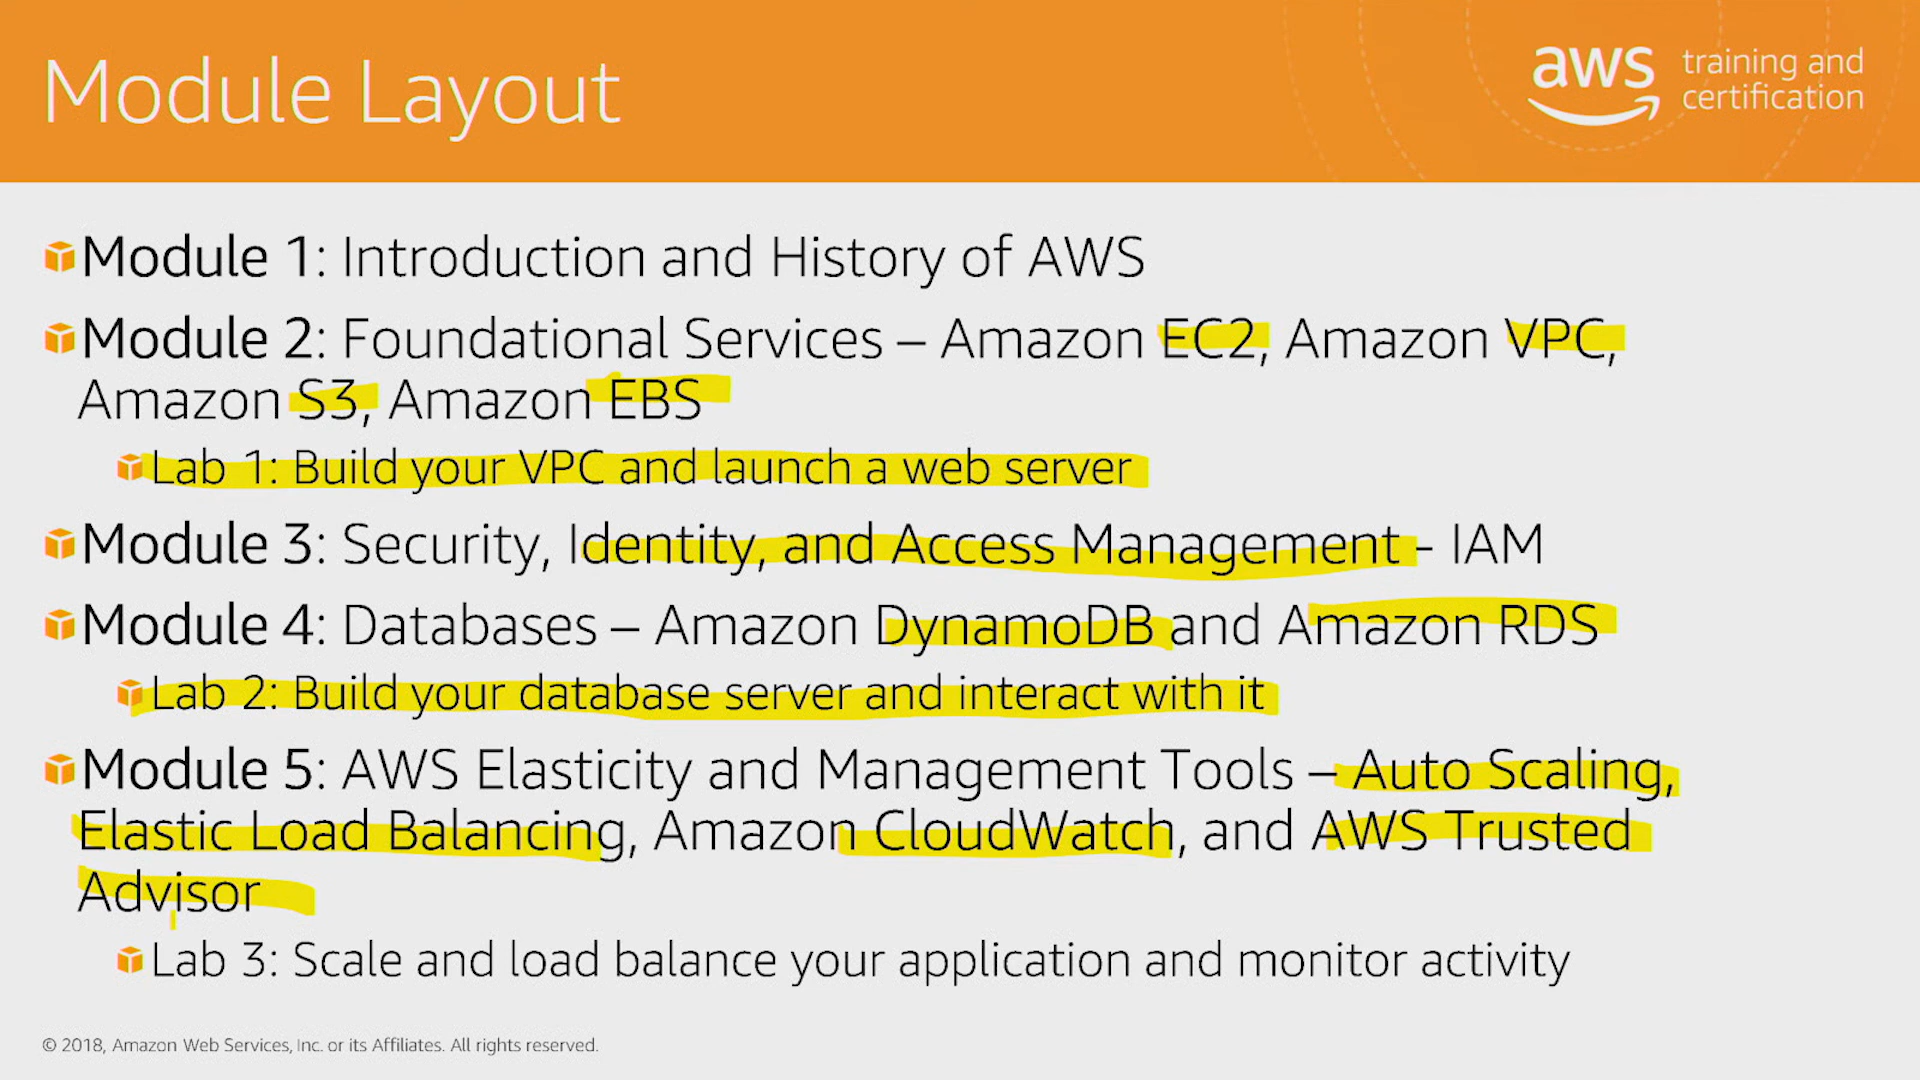 Module Layout
aws training and certification
Module 1: Introduction and History of AWS
Module 2: Foundational Services – Amazon EC2, Amazon VPC,
Amazon S3, Amazon EBS
Lab 1: Build your VPC and launch a web server
Module 3: Security, Identity, and Access Management - IAM
Module 4: Databases – Amazon DynamoDB and Amazon RDS
Lab 2: Build your database server and interact with it
Module 5: AWS Elasticity and Management Tools – Auto Scaling,
Elastic Load Balancing, Amazon CloudWatch, and AWS Trusted
Advisor
Lab 3: Scale and load balance your application and monitor activity
© 2018, Amazon Web Services, Inc. or its Affiliates. All rights reserved.